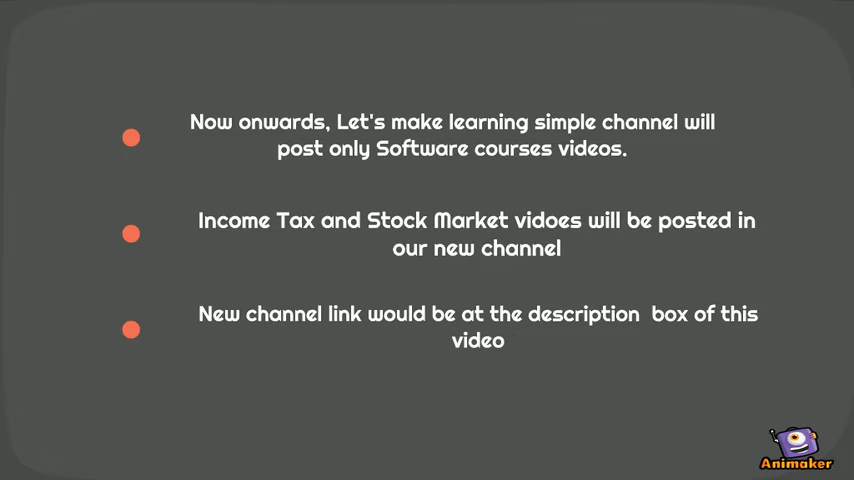 Now onwards, Let's make learning simple channel will
post only Software courses videos.
Income Tax and Stock Market vidoes will be posted in
our new channel
New channel link would be at the description box of this
video
Animaker